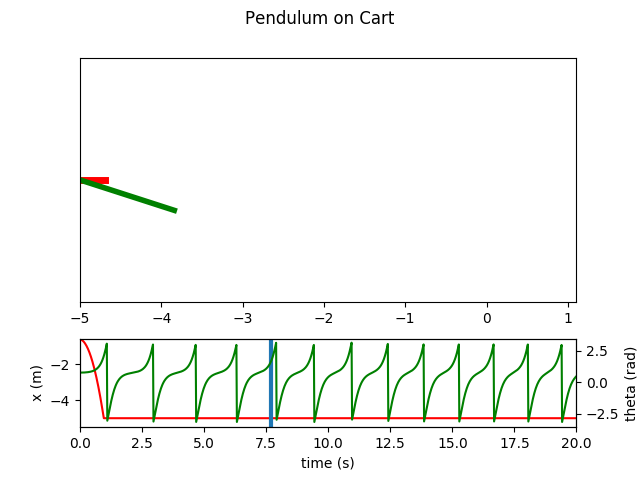 Pendulum on Cart
−5 −4 −3 −2 −1 0 1
−2
−4
x (m)
2.5
0.0
−2.5
theta (rad)
0.0 2.5 5.0 7.5 10.0 12.5 15.0 17.5 20.0
time (s)